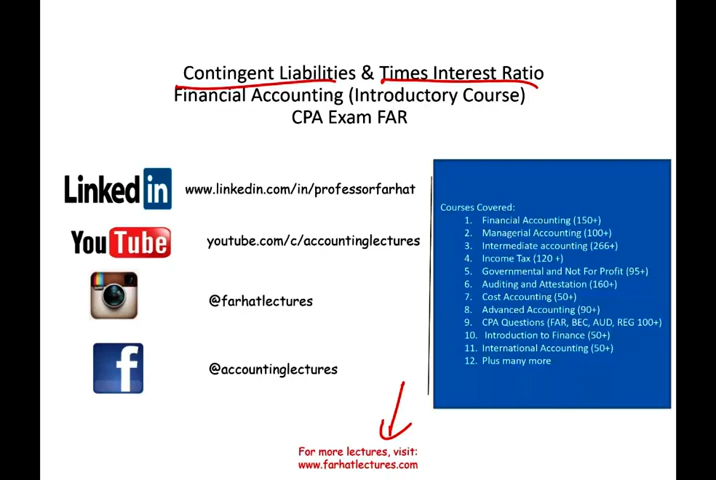 Contingent Liabilities & Times Interest Ratio
Financial Accounting (Introductory Course)
CPA Exam FAR
Linked in www.linkedin.com/in/professorfarhat
You Tube youtube.com/c/accountinglectures
@farhatlectures
f @accountinglectures
Courses Covered:
1. Financial Accounting (150+)
2. Managerial Accounting (100+)
3. Intermediate accounting (266+)
4. Income Tax (120 +)
5. Governmental and Not For Profit (95+)
6. Auditing and Attestation (160+)
7. Cost Accounting (50+)
8. Advanced Accounting (90+)
9. CPA Questions (FAR, BEC, AUD, REG 100+)
10. Introduction to Finance (50+)
11. International Accounting (50+)
12. Plus many more
For more lectures, visit:
www.farhatlectures.com